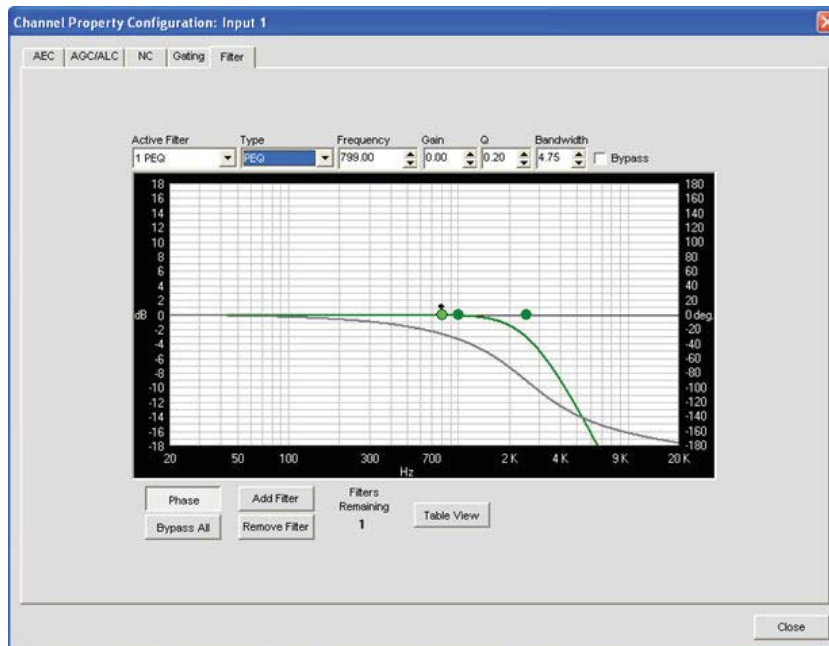 Channel Property Configuration: Input 1
AEC AGC/ALC NC Gating Filter
Active Filter Type Frequency Gain Q Bandwidth
1 PEQ PEQ 799.00 0.00 0.20 4.75 Bypass
18 180
16 160
14 140
12 120
10 100
8 80
6 60
4 40
2 20
dB 0 0 deg.
-2 -20
-4 -40
-6 -60
-8 -80
-10 -100
-12 -120
-14 -140
-16 -160
-18 -180
20 50 100 300 700 2 K 4 K 9 K 20 K
Hz
Phase Add Filter Filters
Remaining
1 Table View
Bypass All Remove Filter
Close